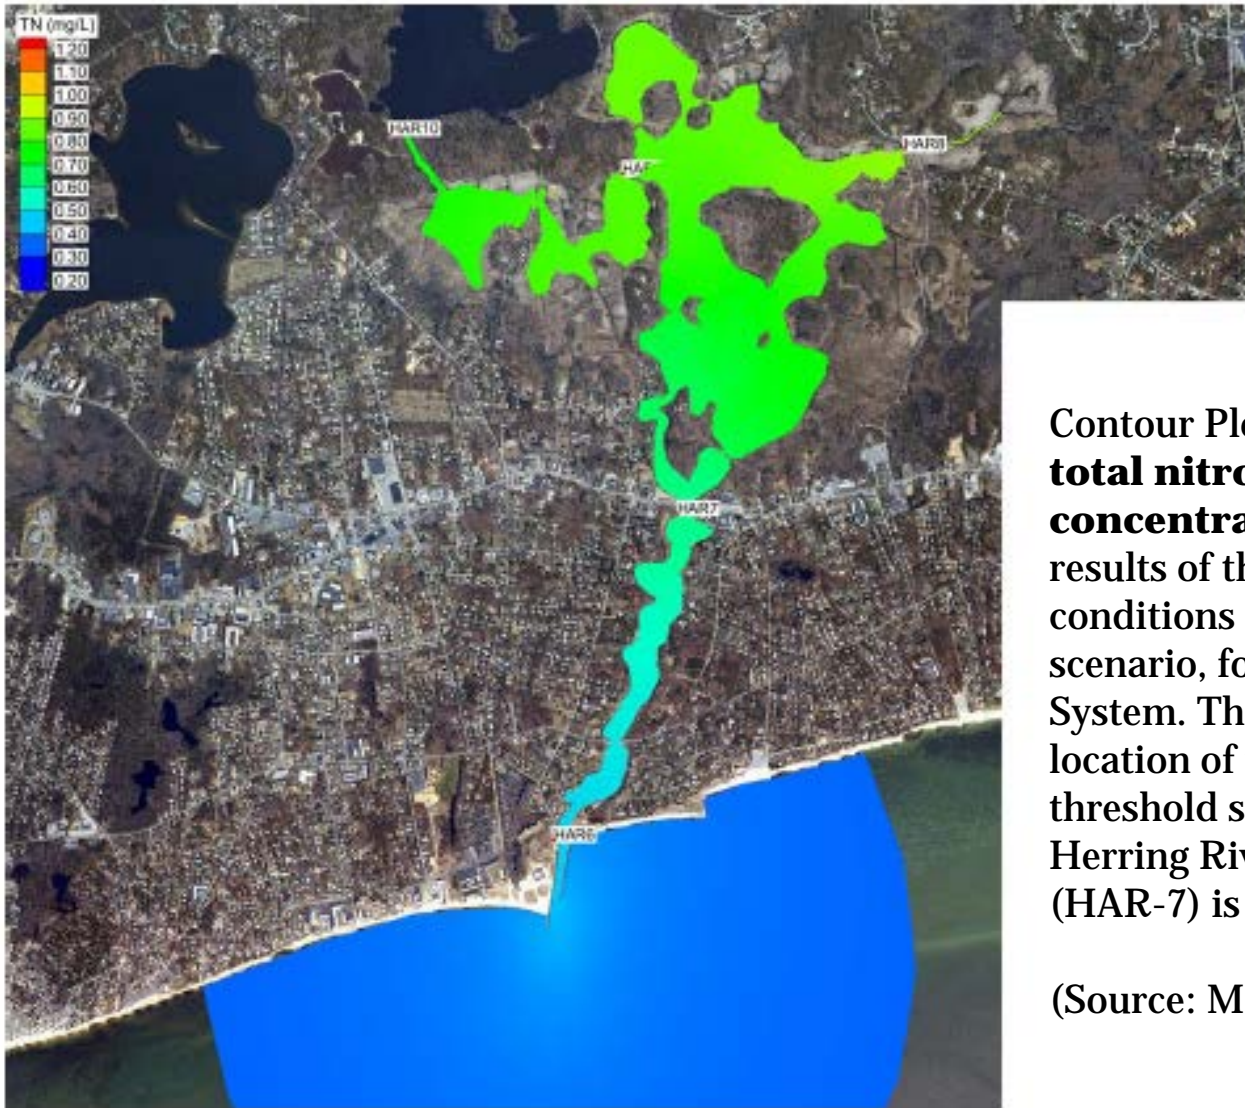 TN (mg/L)
1.20
1.10
1.00
0.90
0.80
0.70
0.60
0.50
0.40
0.30
0.20
HAR10
HAR8
HAR7
HAR6
Contour Pl
total nitro
concentra
results of th
conditions
scenario, fo
System. Th
location of
threshold s
Herring Riv
(HAR-7) is
(Source: M